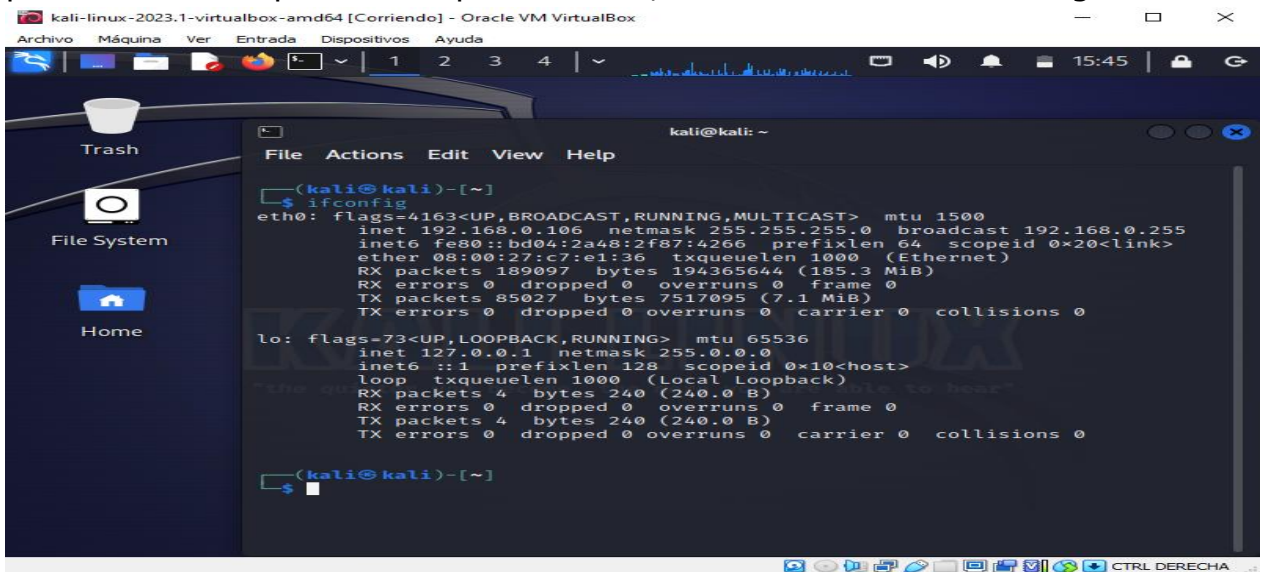 kali-linux-2023.1-virtualbox-amd64 [Corriendo] - Oracle VM VirtualBox
Archivo Máquina Ver Entrada Dispositivos Ayuda
1 2 3 4 15:45
Trash
File System
Home
kali@kali: ~
File Actions Edit View Help
(kali㉿kali)-[~]
$ ifconfig
eth0: flags=4163<UP,BROADCAST,RUNNING,MULTICAST> mtu 1500
inet 192.168.0.106 netmask 255.255.255.0 broadcast 192.168.0.255
inet6 fe80::bd04:2a48:2f87:4266 prefixlen 64 scopeid 0×20<link>
ether 08:00:27:c7:e1:36 txqueuelen 1000 (Ethernet)
RX packets 189097 bytes 194365644 (185.3 MiB)
RX errors 0 dropped 0 overruns 0 frame 0
TX packets 85027 bytes 7517095 (7.1 MiB)
TX errors 0 dropped 0 overruns 0 carrier 0 collisions 0
lo: flags=73<UP,LOOPBACK,RUNNING> mtu 65536
inet 127.0.0.1 netmask 255.0.0.0
inet6 ::1 prefixlen 128 scopeid 0×10<host>
loop txqueuelen 1000 (Local Loopback)
RX packets 4 bytes 240 (240.0 B)
RX errors 0 dropped 0 overruns 0 frame 0
TX packets 4 bytes 240 (240.0 B)
TX errors 0 dropped 0 overruns 0 carrier 0 collisions 0
(kali㉿kali)-[~]
$
KALI LINUX
CTRL DERECHA